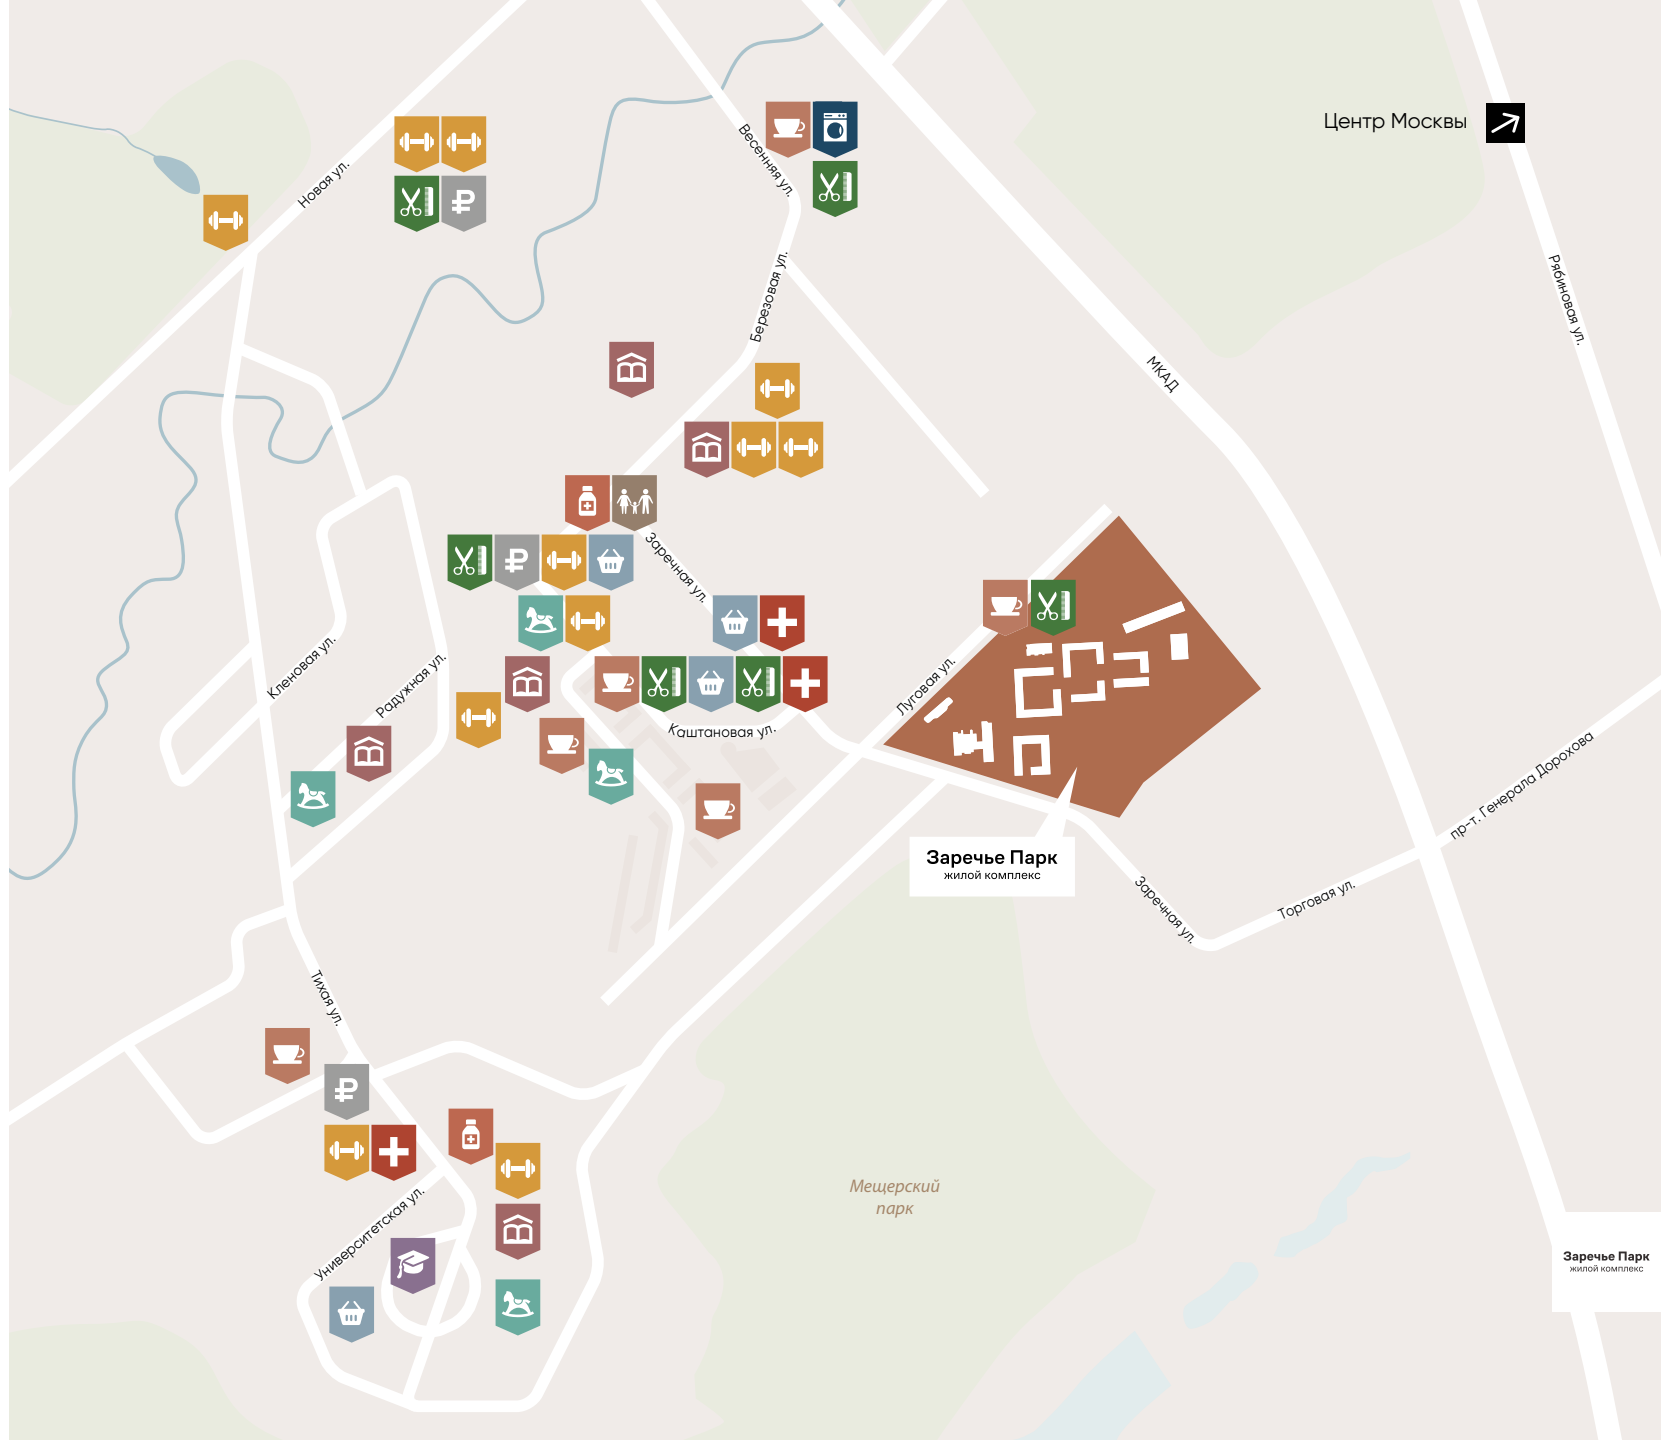 Центр Москвы
Весенняя ул.
Новая ул.
₽
Березовая ул.
Рябиновая ул.
МКАД
Заречная ул.
₽
Кленовая ул.
Радужная ул.
Луговая ул.
Каштановая ул.
пр-т. Генерала Дорохова
Заречье Парк
жилой комплекс
Заречная ул.
Торговая ул.
Тихая ул.
₽
Мещерский
парк
Университетская ул.
Заречье Парк
жилой комплекс